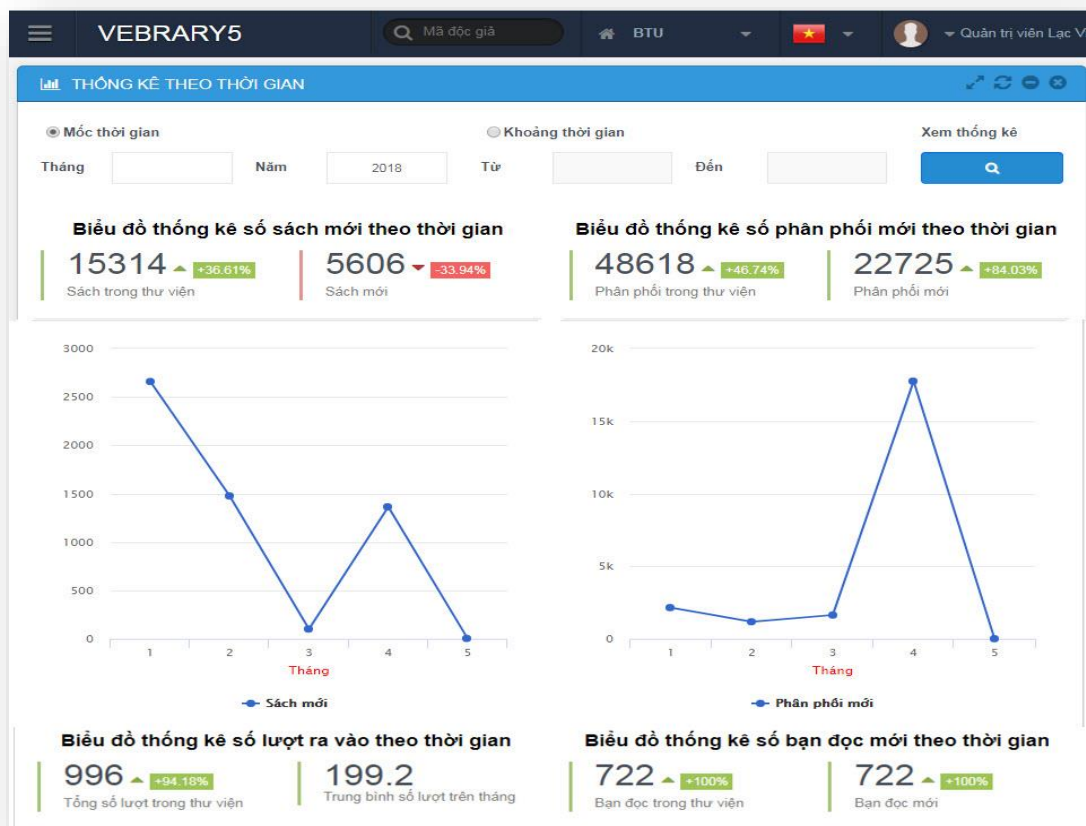 VEBRARY5 Mã độc giả BTU Quản trị viên Lạc V
THỐNG KÊ THEO THỜI GIAN
Mốc thời gian Khoảng thời gian Xem thống kê
Tháng Năm 2018 Từ Đến
Biểu đồ thống kê số sách mới theo thời gian
15314 +36.61% 5606 -33.94%
Sách trong thư viện Sách mới
3000
2500
2000
1500
1000
500
0
1 2 3 4 5
Tháng
Sách mới
Biểu đồ thống kê số phân phối mới theo thời gian
48618 +46.74% 22725 +84.03%
Phân phối trong thư viện Phân phối mới
20k
15k
10k
5k
0
1 2 3 4 5
Tháng
Phân phối mới
Biểu đồ thống kê số lượt ra vào theo thời gian
996 +94.18% 199.2
Tổng số lượt trong thư viện Trung bình số lượt trên tháng
Biểu đồ thống kê số bạn đọc mới theo thời gian
722 +100% 722 +100%
Bạn đọc trong thư viện Bạn đọc mới